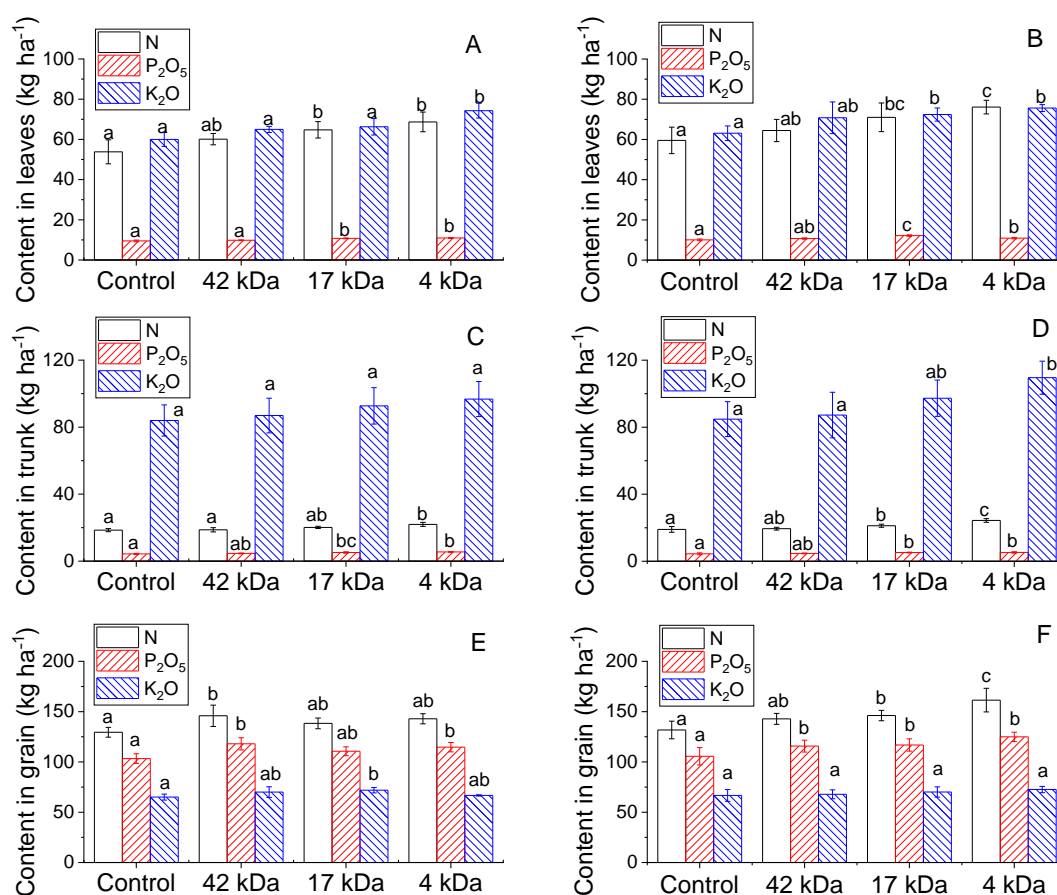 Content in leaves (kg ha⁻¹)
N
P₂O₅
K₂O
A
100
80
60
40
20
0
a a a
ab a a
b b a
b b b
Control 42 kDa 17 kDa 4 kDa
Content in leaves (kg ha⁻¹)
N
P₂O₅
K₂O
B
100
80
60
40
20
0
a a a
ab ab ab
bc c b
c b b
Control 42 kDa 17 kDa 4 kDa
Content in trunk (kg ha⁻¹)
N
P₂O₅
K₂O
C
120
80
40
0
a a a
a ab a
ab bc a
b b a
Control 42 kDa 17 kDa 4 kDa
Content in trunk (kg ha⁻¹)
N
P₂O₅
K₂O
D
120
80
40
0
a a a
ab ab a
b b ab
c b b
Control 42 kDa 17 kDa 4 kDa
Content in grain (kg ha⁻¹)
N
P₂O₅
K₂O
E
200
150
100
50
0
a a a
b b ab
ab ab b
ab b ab
Control 42 kDa 17 kDa 4 kDa
Content in grain (kg ha⁻¹)
N
P₂O₅
K₂O
F
200
150
100
50
0
a a a
ab b a
b b a
c b a
Control 42 kDa 17 kDa 4 kDa